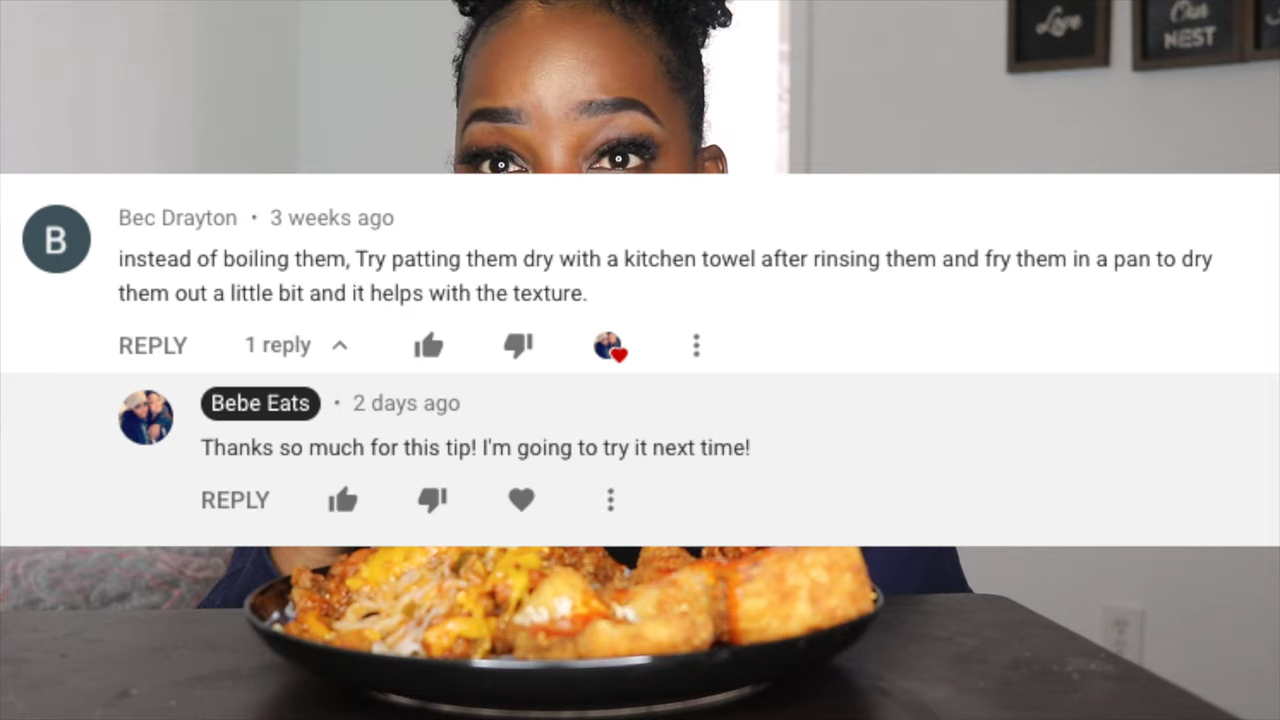 Love
Our
NEST
B
Bec Drayton • 3 weeks ago
instead of boiling them, Try patting them dry with a kitchen towel after rinsing them and fry them in a pan to dry
them out a little bit and it helps with the texture.
REPLY 1 reply
Bebe Eats • 2 days ago
Thanks so much for this tip! I'm going to try it next time!
REPLY